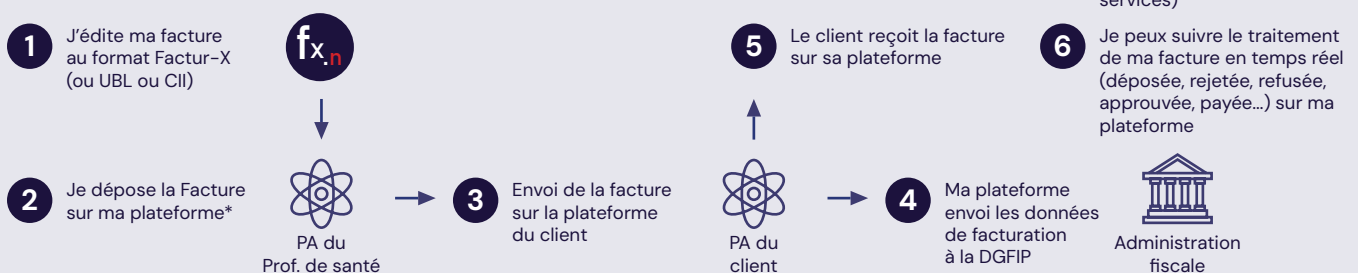 services)
1
J’édite ma facture
au format Factur-X
(ou UBL ou CII)
fx.n
5
Le client reçoit la facture
sur sa plateforme
6
Je peux suivre le traitement
de ma facture en temps réel
(déposée, rejetée, refusée,
approuvée, payée…) sur ma
plateforme
2
Je dépose la Facture
sur ma plateforme*
PA du
Prof. de santé
3
Envoi de la facture
sur la plateforme
du client
PA du
client
4
Ma plateforme
envoi les données
de facturation
à la DGFIP
Administration
fiscale